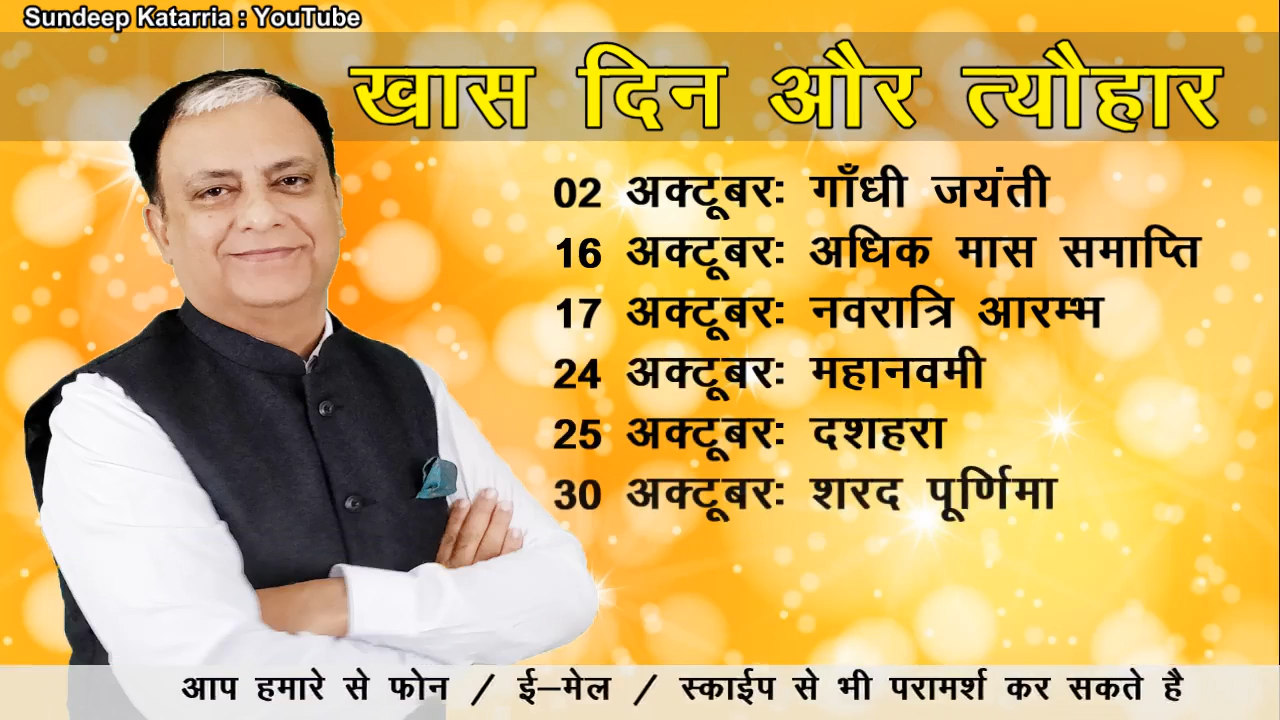 Sundeep Katarria : YouTube
खास दिन और त्यौहार
02 अक्टूबर: गाँधी जयंती
16 अक्टूबर: अधिक मास समाप्ति
17 अक्टूबर: नवरात्रि आरम्भ
24 अक्टूबर: महानवमी
25 अक्टूबर: दशहरा
30 अक्टूबर: शरद पूर्णिमा
आप हमारे से फोन / ई-मेल / स्काईप से भी परामर्श कर सकते है